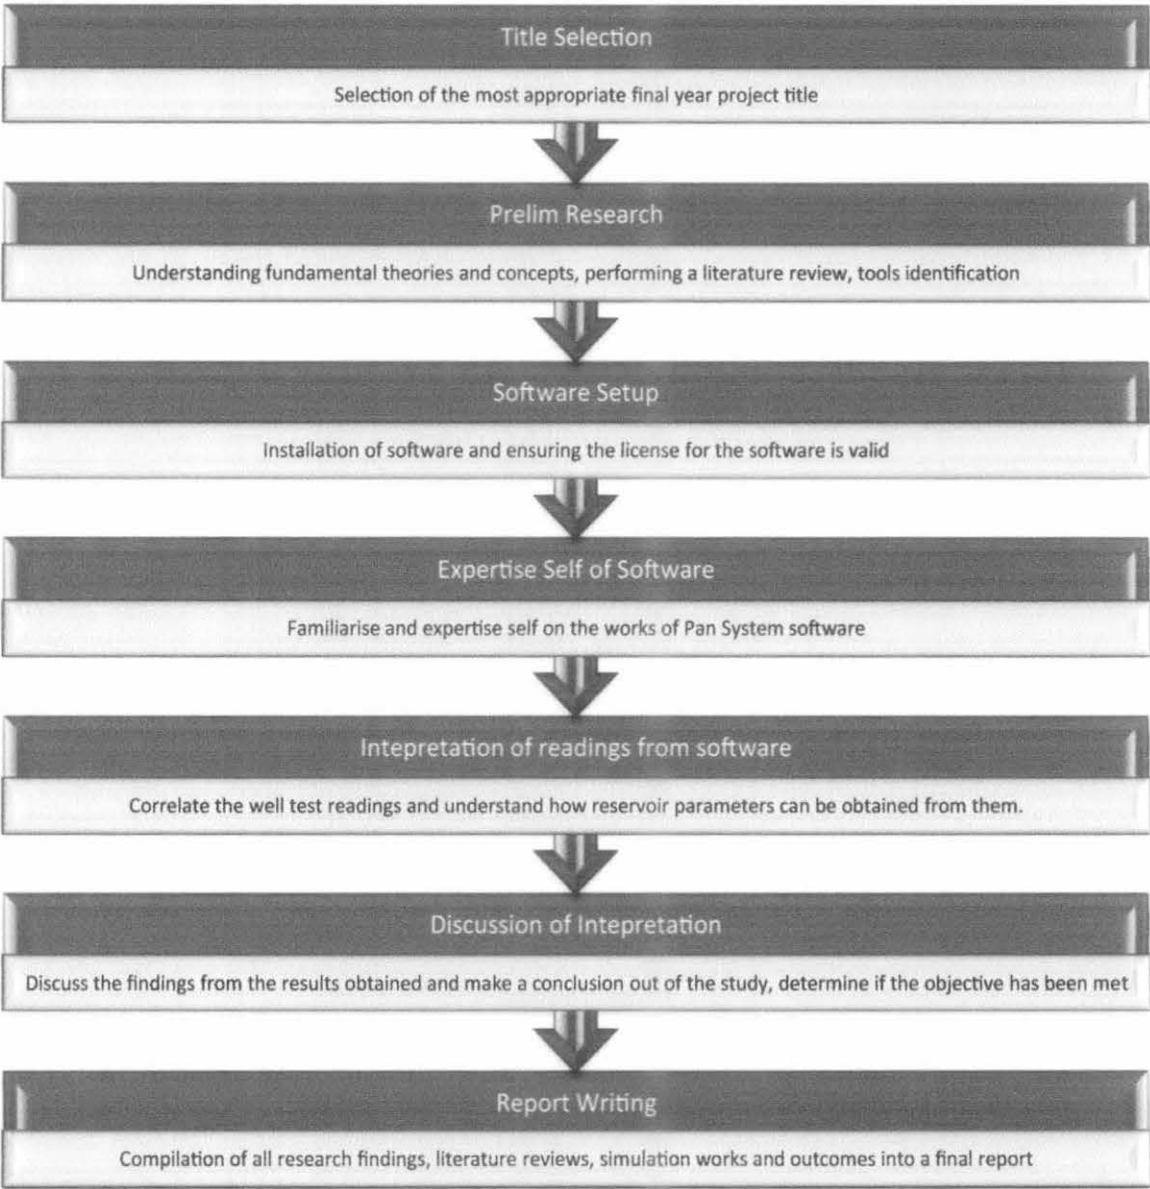 Title Selection
Selection of the most appropriate final year project title
Prelim Research
Understanding fundamental theories and concepts, performing a literature review, tools identification
Software Setup
Installation of software and ensuring the license for the software is valid
Expertise Self of Software
Familiarise and expertise self on the works of Pan System software
Intepretation of readings from software
Correlate the well test readings and understand how reservoir parameters can be obtained from them.
Discussion of Intepretation
Discuss the findings from the results obtained and make a conclusion out of the study, determine if the objective has been met
Report Writing
Compilation of all research findings, literature reviews, simulation works and outcomes into a final report